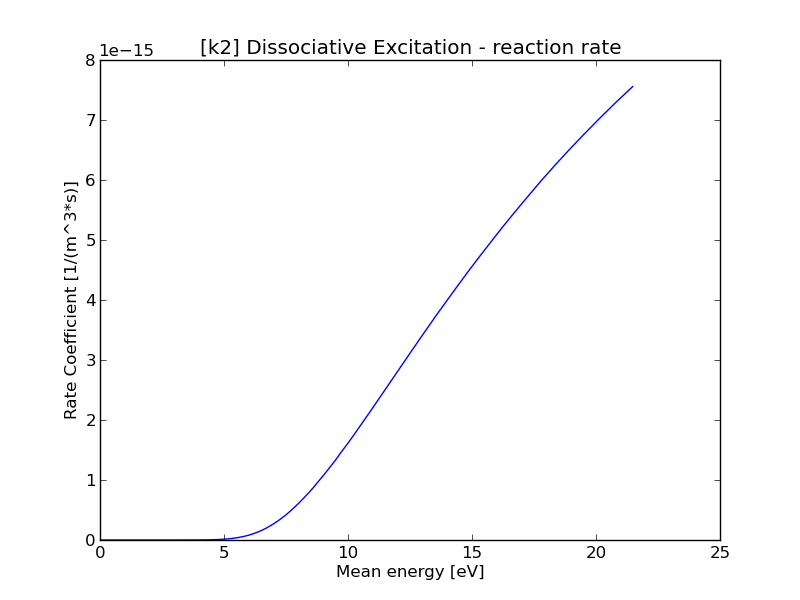 [k2] Dissociative Excitation - reaction rate
1e−15
8
7
6
5
4
3
2
1
0
Rate Coefficient [1/(m^3*s)]
0 5 10 15 20 25
Mean energy [eV]